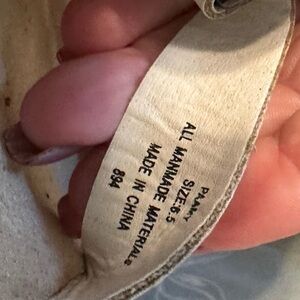 SIZE:6.5
ALL MANMADE MATERIALS
MADE IN CHINA
894